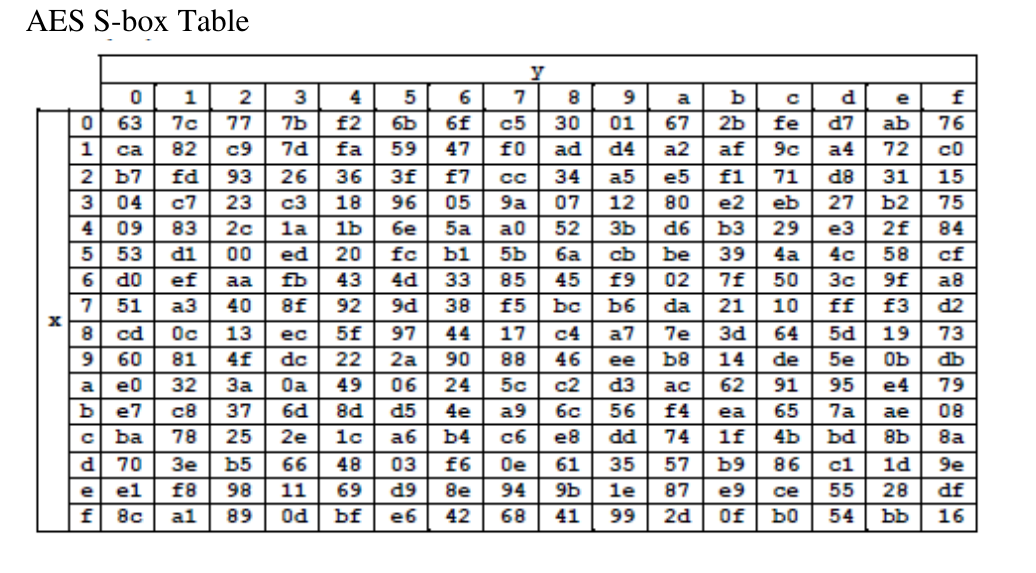 AES S-box Table
y
0 1 2 3 4 5 6 7 8 9 a b c d e f
0 63 7c 77 7b f2 6b 6f c5 30 01 67 2b fe d7 ab 76
1 ca 82 c9 7d fa 59 47 f0 ad d4 a2 af 9c a4 72 c0
2 b7 fd 93 26 36 3f f7 cc 34 a5 e5 f1 71 d8 31 15
3 04 c7 23 c3 18 96 05 9a 07 12 80 e2 eb 27 b2 75
4 09 83 2c 1a 1b 6e 5a a0 52 3b d6 b3 29 e3 2f 84
5 53 d1 00 ed 20 fc b1 5b 6a cb be 39 4a 4c 58 cf
6 d0 ef aa fb 43 4d 33 85 45 f9 02 7f 50 3c 9f a8
7 51 a3 40 8f 92 9d 38 f5 bc b6 da 21 10 ff f3 d2
x
8 cd 0c 13 ec 5f 97 44 17 c4 a7 7e 3d 64 5d 19 73
9 60 81 4f dc 22 2a 90 88 46 ee b8 14 de 5e 0b db
a e0 32 3a 0a 49 06 24 5c c2 d3 ac 62 91 95 e4 79
b e7 c8 37 6d 8d d5 4e a9 6c 56 f4 ea 65 7a ae 08
c ba 78 25 2e 1c a6 b4 c6 e8 dd 74 1f 4b bd 8b 8a
d 70 3e b5 66 48 03 f6 0e 61 35 57 b9 86 c1 1d 9e
e e1 f8 98 11 69 d9 8e 94 9b 1e 87 e9 ce 55 28 df
f 8c a1 89 0d bf e6 42 68 41 99 2d 0f b0 54 bb 16